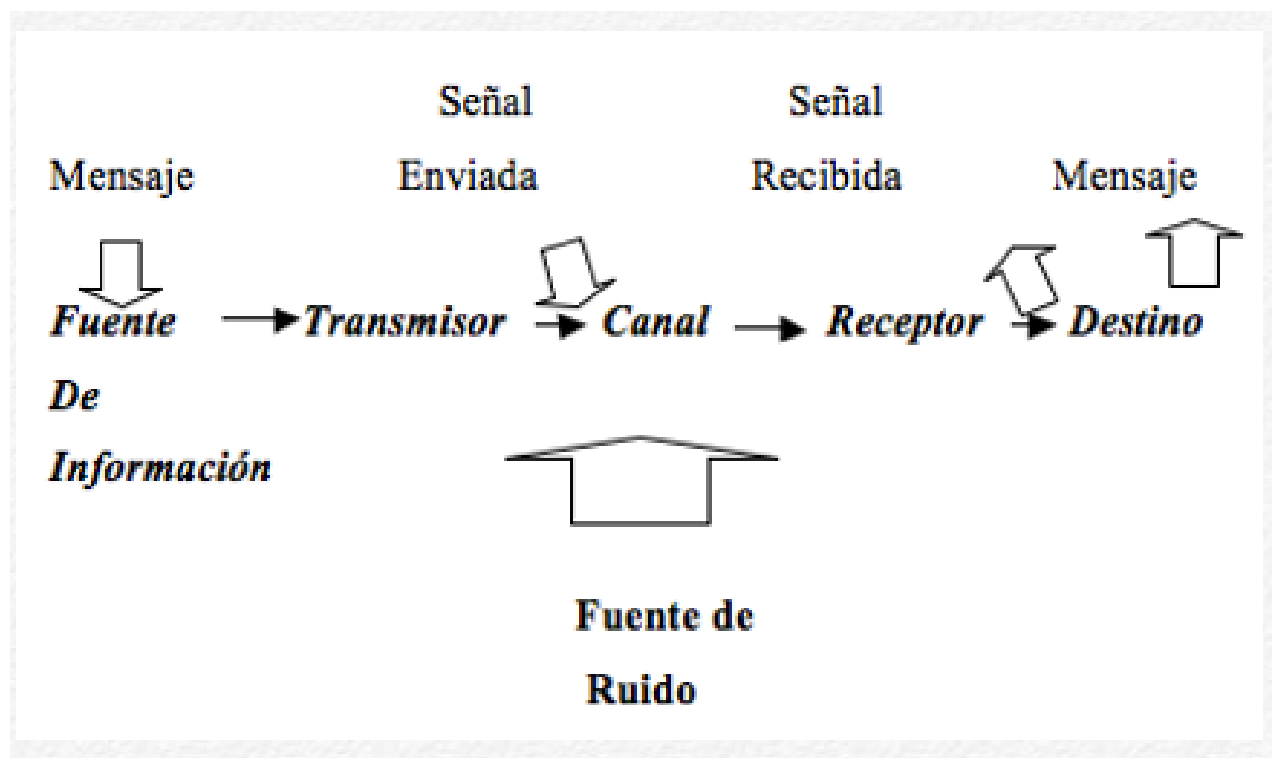 Señal Señal
Mensaje Enviada Recibida Mensaje
Fuente Transmisor Canal Receptor Destino
De
Información
Fuente de
Ruido